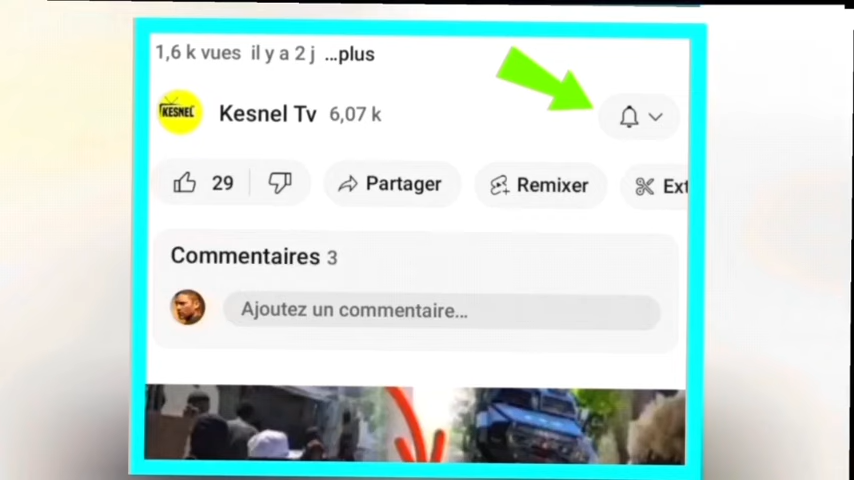 1,6 k vues il y a 2 j ...plus
KESNEL
Kesnel Tv 6,07 k
29 Partager Remixer Ext
Commentaires 3
Ajoutez un commentaire...